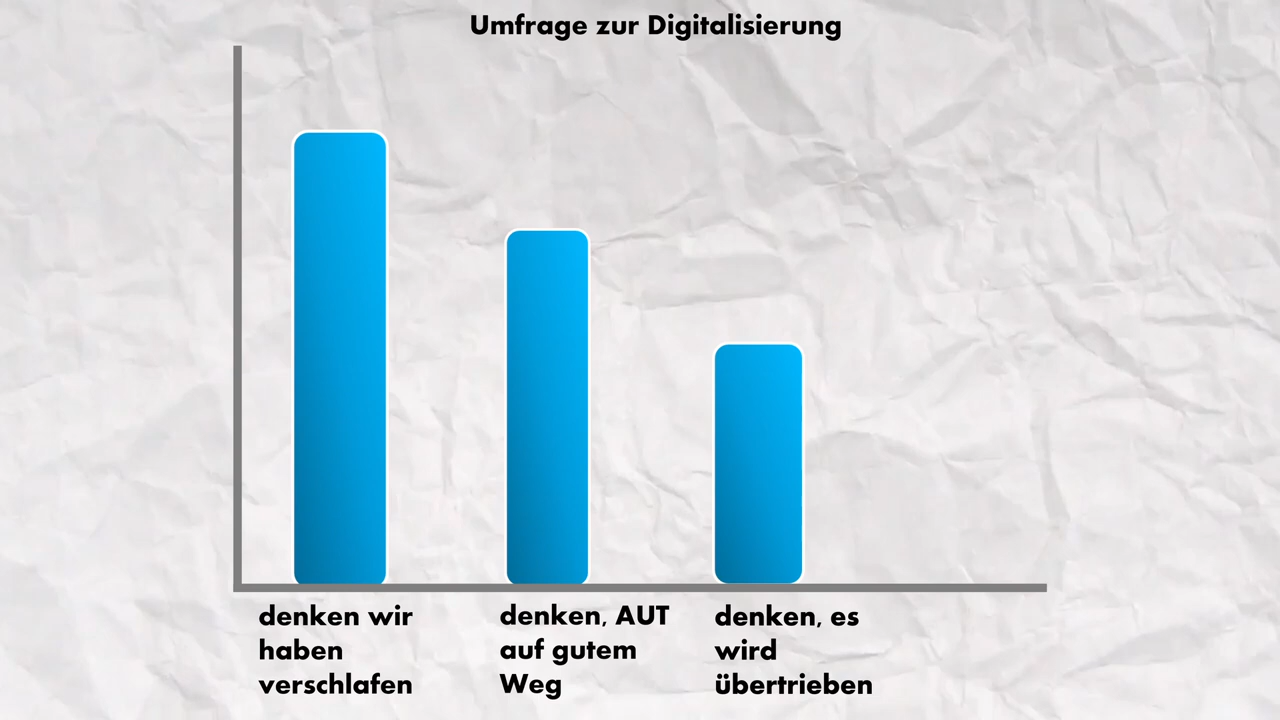 Umfrage zur Digitalisierung
denken wir
haben
verschlafen
denken, AUT
auf gutem
Weg
denken, es
wird
übertrieben